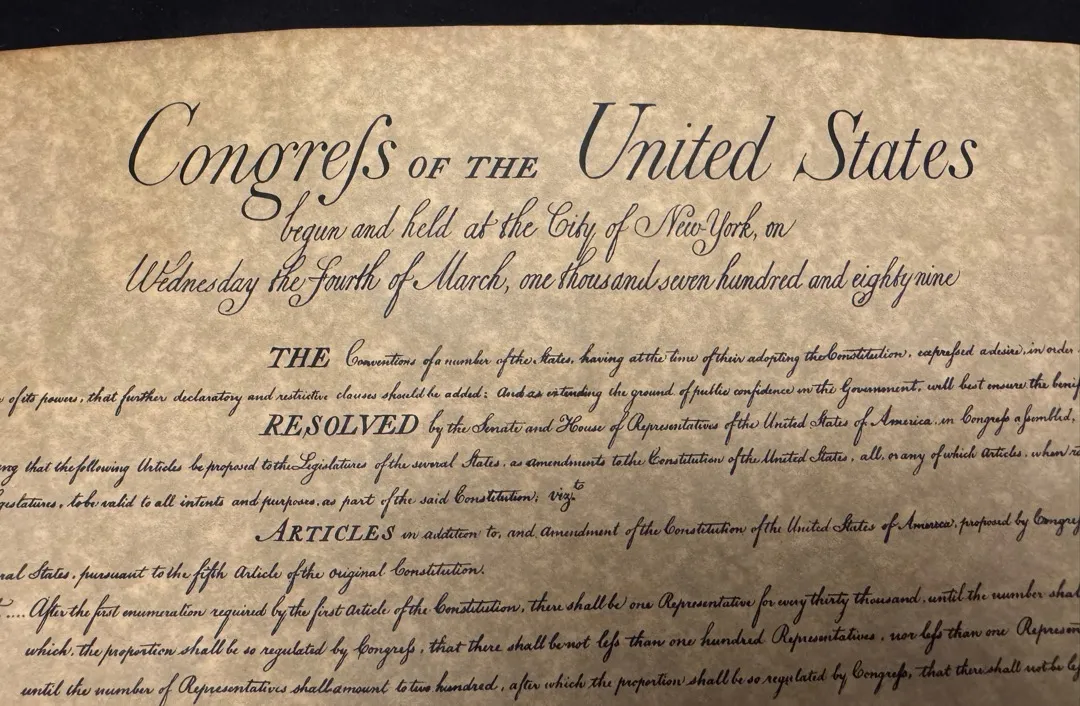 Congreſs OF THE United States
begun and held at the City of New-York, on
Wednesday the Fourth of March, one thousand seven hundred and eighty nine
THE Conventions of a number of the States, having at the time of their adopting the Constitution, expreſsed a desire, in order
of its powers, that further declaratory and restrictive clauses should be added: And as extending the ground of public confidence in the Government, will best ensure the
RESOLVED by the Senate and House of Representatives of the United States of America, in Congreſs aſsembled,
that the following Articles be proposed to the Legislatures of the several States, as amendments to the Constitution of the United States, all, or any of which Articles, when
to be valid to all intents and purposes, as part of the said Constitution; vizt.
ARTICLES in addition to, and Amendment of the Constitution of the United States of America, proposed by
States, pursuant to the fifth Article of the original Constitution.
.... After the first enumeration required by the first Article of the Constitution, there shall be one Representative for every thirty thousand, until the number
which, the proportion shall be so regulated by Congreſs, that there shall be not leſs than one hundred Representatives, nor leſs than one
until the number of Representatives shall amount to two hundred, after which the proportion shall be so regulated by Congreſs, that there shall not be